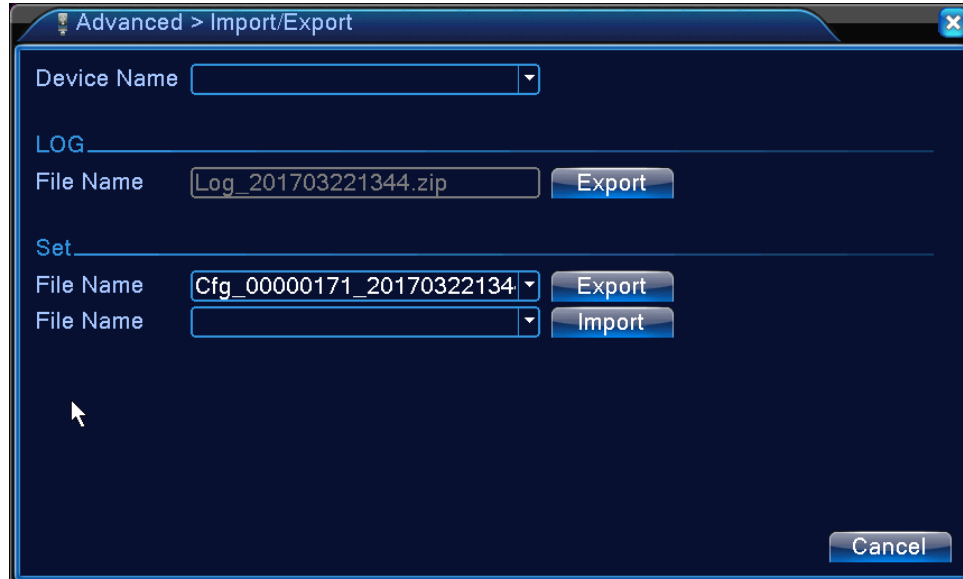 Advanced > Import/Export
Device Name
LOG
File Name Log_201703221344.zip Export
Set
File Name Cfg_00000171_20170322134 Export
File Name Import
Cancel